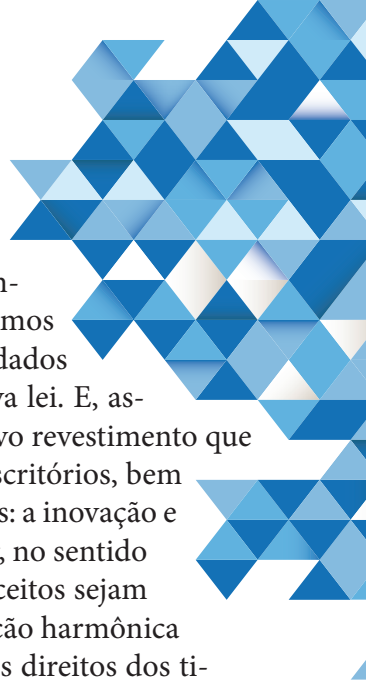 n-
mos
dados
va lei. E, as-
vo revestimento que
scritórios, bem
s: a inovação e
, no sentido
ceitos sejam
ção harmônica
s direitos dos ti-